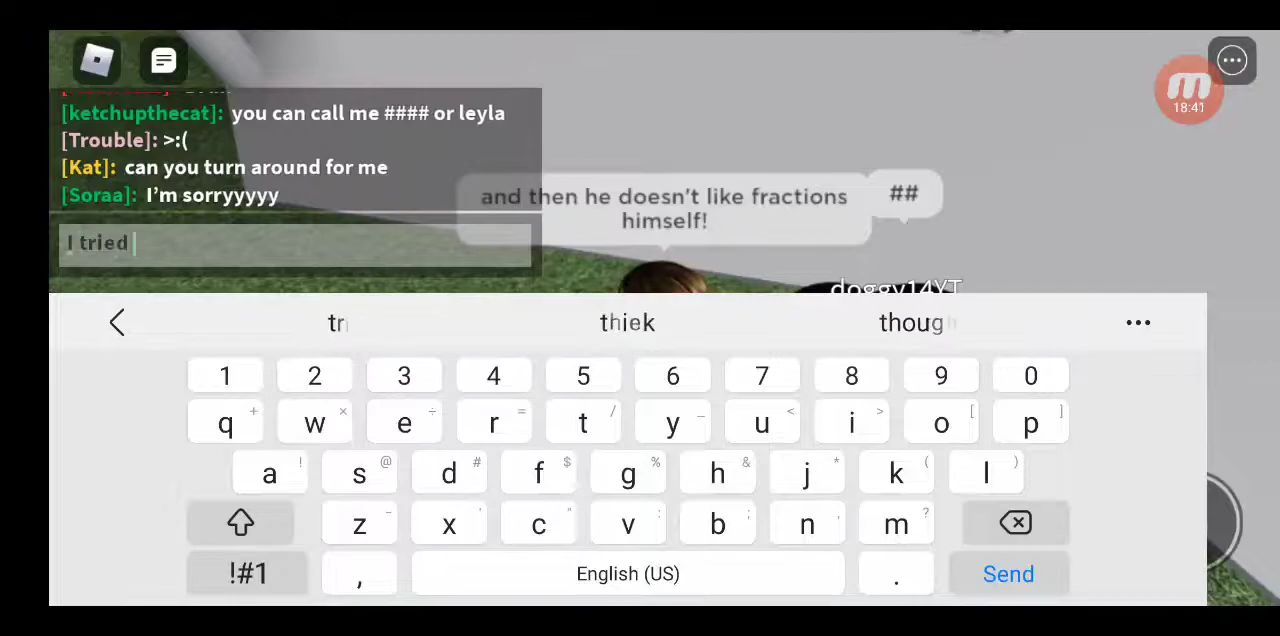 [ketchupthecat]: you can call me #### or leyla
[Trouble]: >:(
[Kat]: can you turn around for me
[Soraa]: I'm sorryyyyy
I tried
and then he doesn't like fractions
himself!
##
doggy14YT
18:41
tr
thiek
though
1 2 3 4 5 6 7 8 9 0
q + w × e ÷ r = t / y _ u < i > o [ p ]
a ! s @ d # f $ g % h & j * k ( l )
z - x ' c " v : b ; n , m ?
!#1 , English (US) . Send